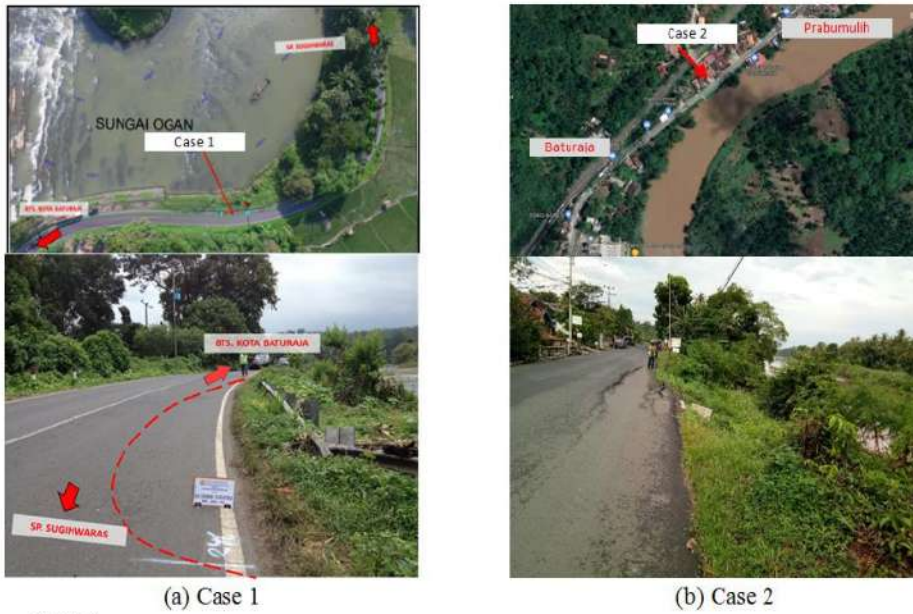 SP. SUGIHWARAS
SUNGAI OGAN
Case 1
BTS. KOTA BATURAJA
Prabumulih
Case 2
Baturaja
BTS. KOTA BATURAJA
SP. SUGIHWARAS
(a) Case 1
(b) Case 2